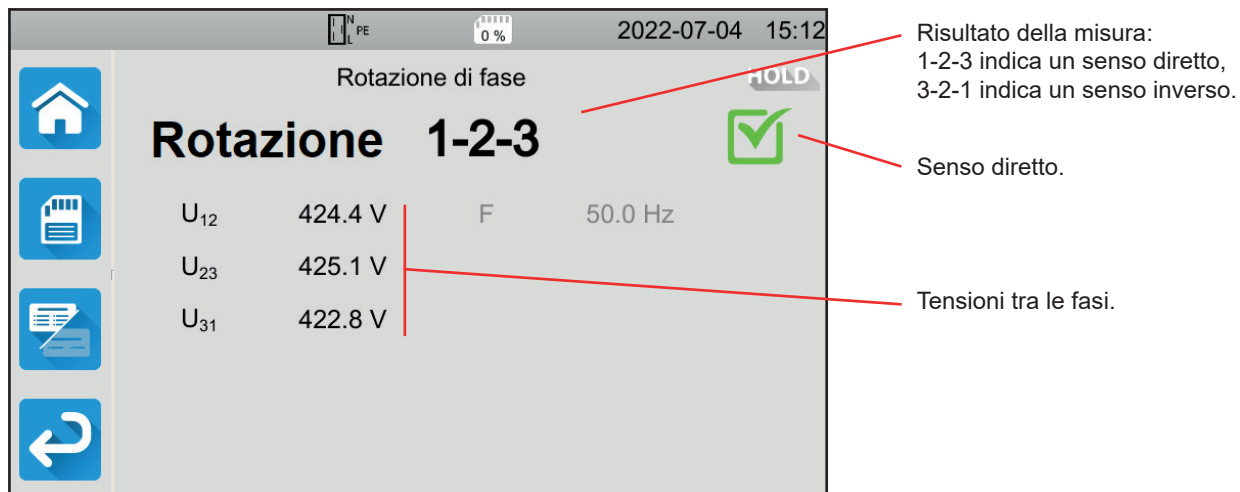 N
PE
L
0 %
2022-07-04 15:12
Rotazione di fase
HOLD
Rotazione 1-2-3
U12 424.4 V F 50.0 Hz
U23 425.1 V
U31 422.8 V
Risultato della misura:
1-2-3 indica un senso diretto,
3-2-1 indica un senso inverso.
Senso diretto.
Tensioni tra le fasi.